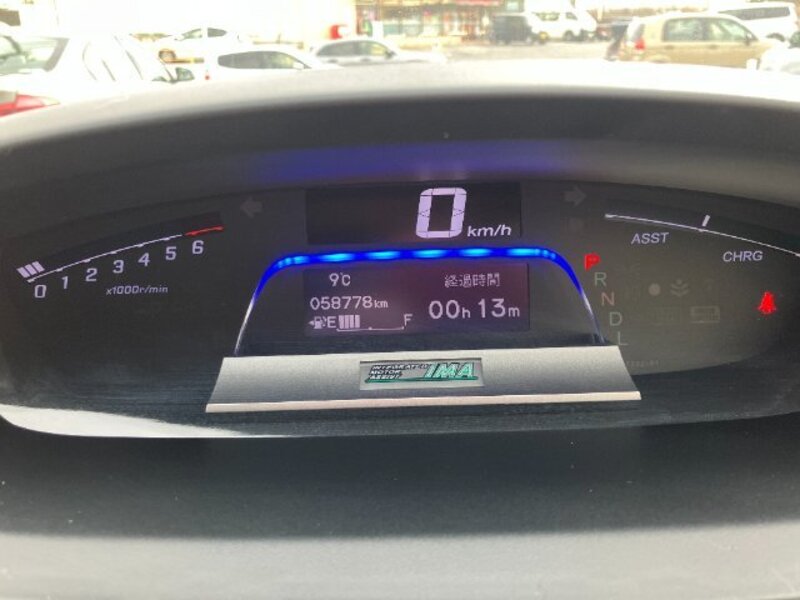 0 km/h
0 1 2 3 4 5 6
x1000r/min
ASST
CHRG
9℃
経過時間
058778km
00h 13m
E F
P
R
N
D
L
INTEGRATED
MOTOR
ASSIST
IMA